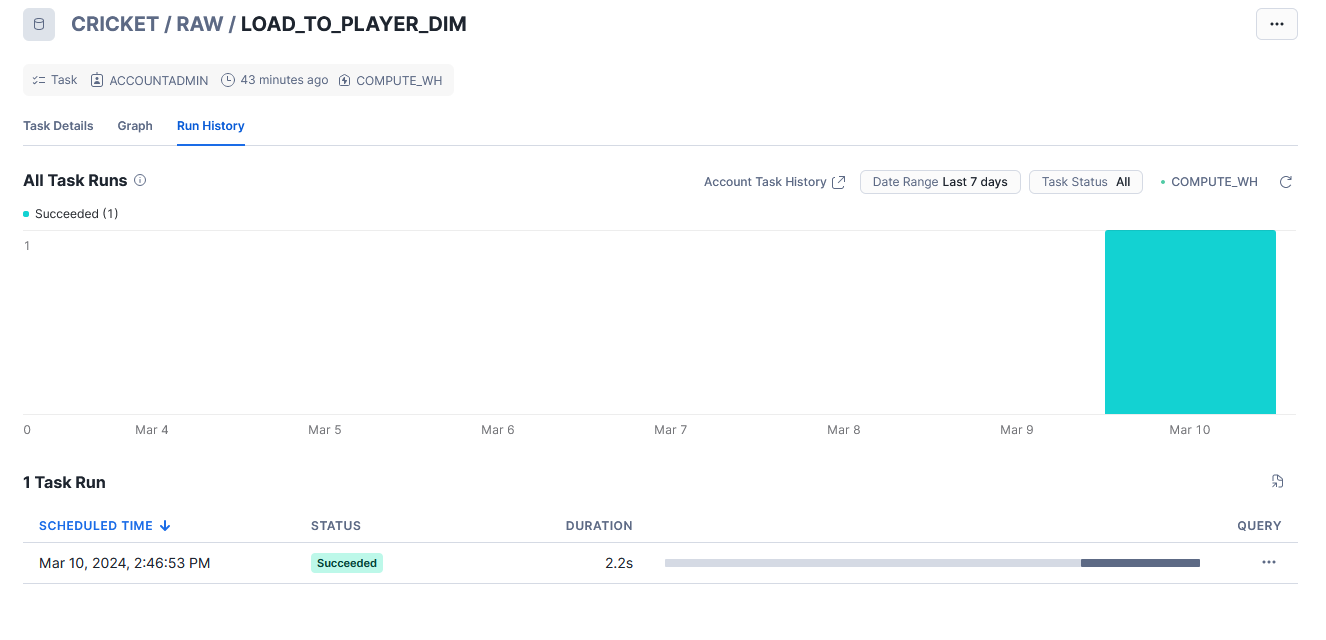 CRICKET / RAW / LOAD_TO_PLAYER_DIM
Task ACCOUNTADMIN 43 minutes ago COMPUTE_WH
Task Details Graph Run History
All Task Runs Account Task History Date Range Last 7 days Task Status All COMPUTE_WH
Succeeded (1)
1
0 Mar 4 Mar 5 Mar 6 Mar 7 Mar 8 Mar 9 Mar 10
1 Task Run
SCHEDULED TIME STATUS DURATION QUERY
Mar 10, 2024, 2:46:53 PM Succeeded 2.2s